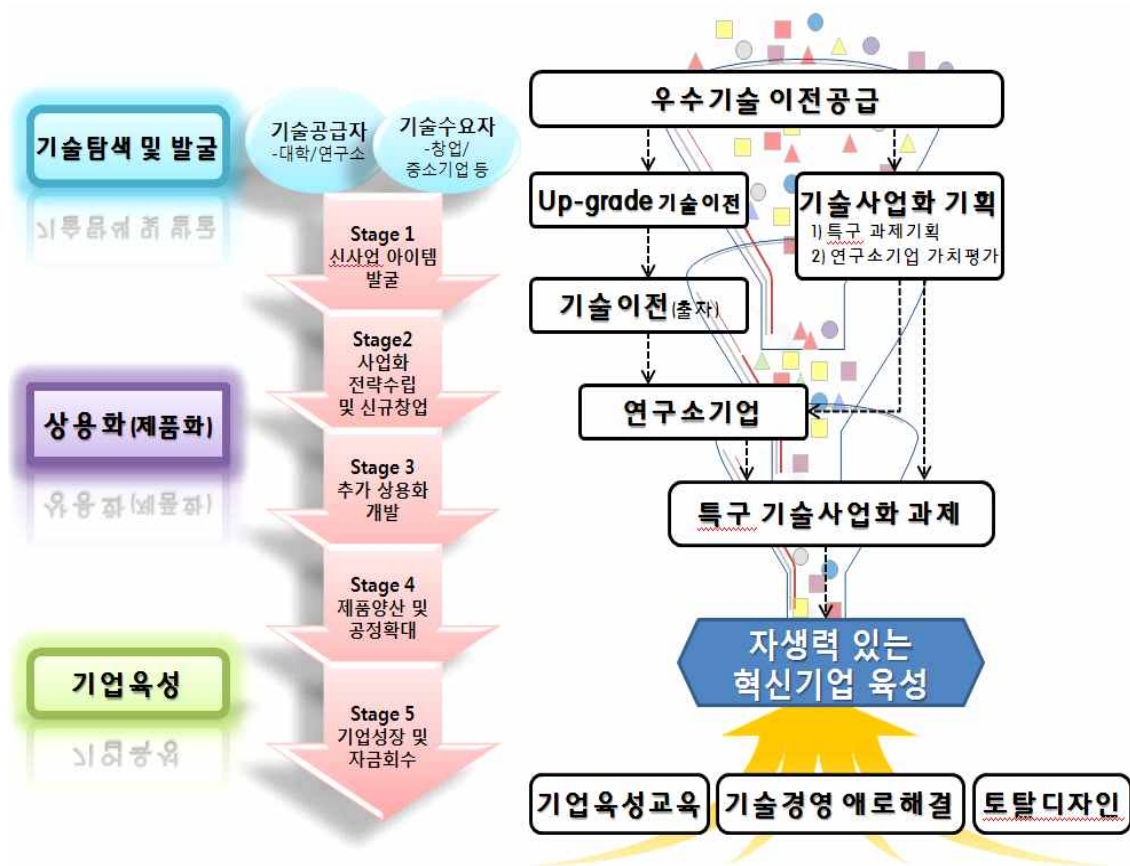 기술탐색 및 발굴
상용화(제품화)
기업육성
기술공급자
-대학/연구소
기술수요자
-창업/
중소기업 등
Stage 1
신사업 아이템
발굴
Stage2
사업화
전략수립
및 신규창업
Stage 3
추가 상용화
개발
Stage 4
제품양산 및
공정확대
Stage 5
기업성장 및
자금회수
우수기술 이전공급
Up-grade 기술이전
기술사업화 기획
1) 특구 과제기획
2) 연구소기업 가치평가
기술이전(출자)
연구소기업
특구 기술사업화 과제
자생력 있는
혁신기업 육성
기업육성교육
기술경영 애로해결
토탈디자인